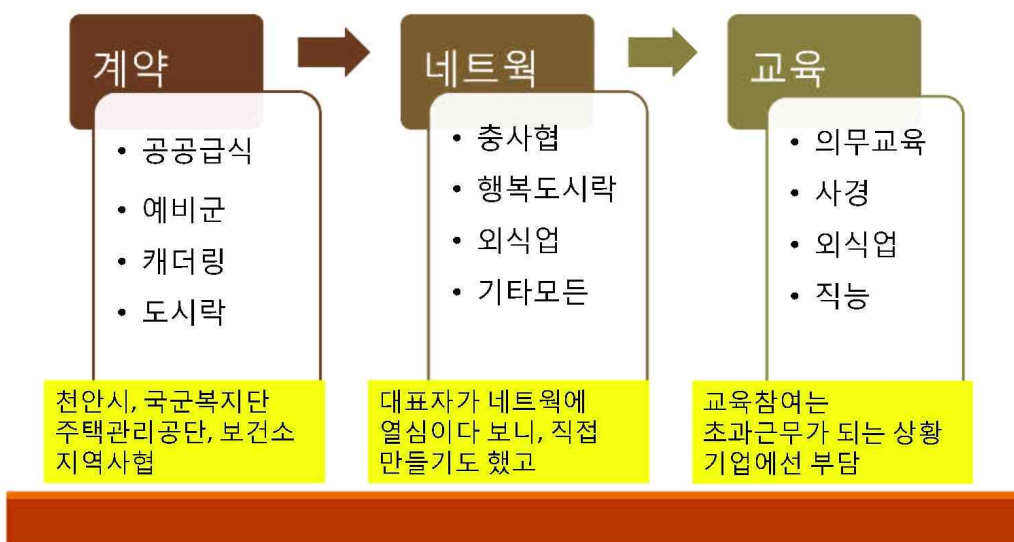 계약
• 공공급식
• 예비군
• 캐더링
• 도시락
천안시, 국군복지단
주택관리공단, 보건소
지역사협
네트웍
• 충사협
• 행복도시락
• 외식업
• 기타모든
대표자가 네트웍에
열심이다 보니, 직접
만들기도 했고
교육
• 의무교육
• 사경
• 외식업
• 직능
교육참여는
초과근무가 되는 상황
기업에선 부담